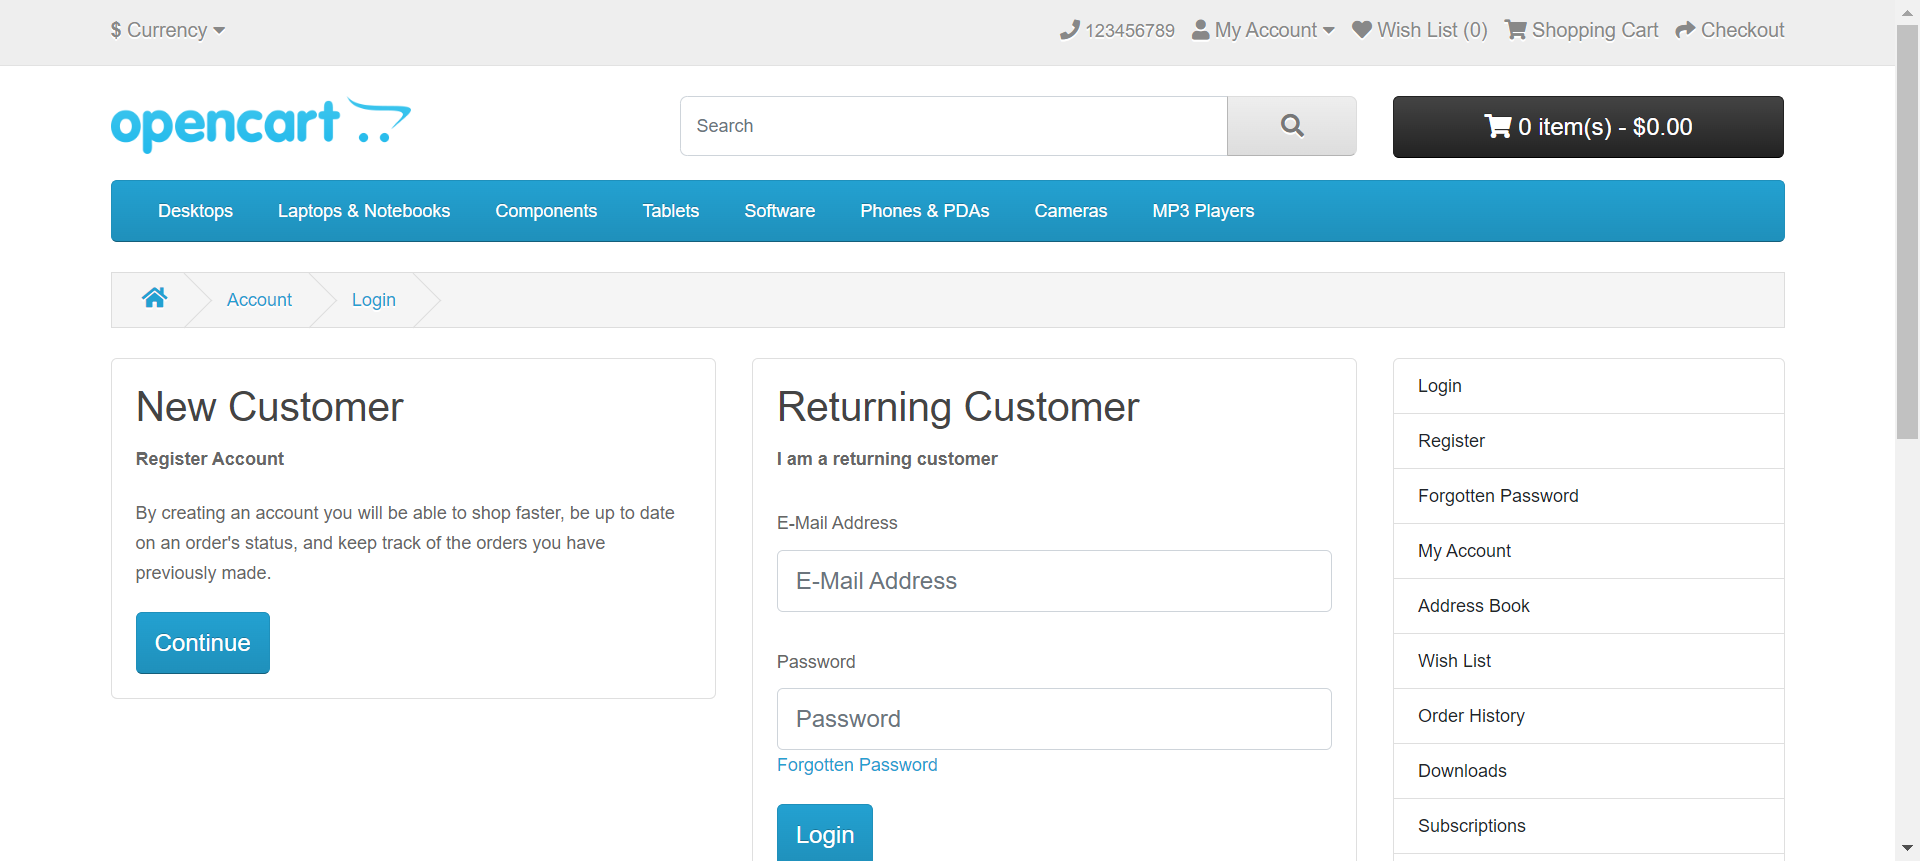 $ Currency
123456789 My Account Wish List (0) Shopping Cart Checkout
opencart
Search
0 item(s) - $0.00
Desktops Laptops & Notebooks Components Tablets Software Phones & PDAs Cameras MP3 Players
Account Login
New Customer
Register Account
By creating an account you will be able to shop faster, be up to date
on an order's status, and keep track of the orders you have
previously made.
Continue
Returning Customer
I am a returning customer
E-Mail Address
E-Mail Address
Password
Password
Forgotten Password
Login
Login
Register
Forgotten Password
My Account
Address Book
Wish List
Order History
Downloads
Subscriptions